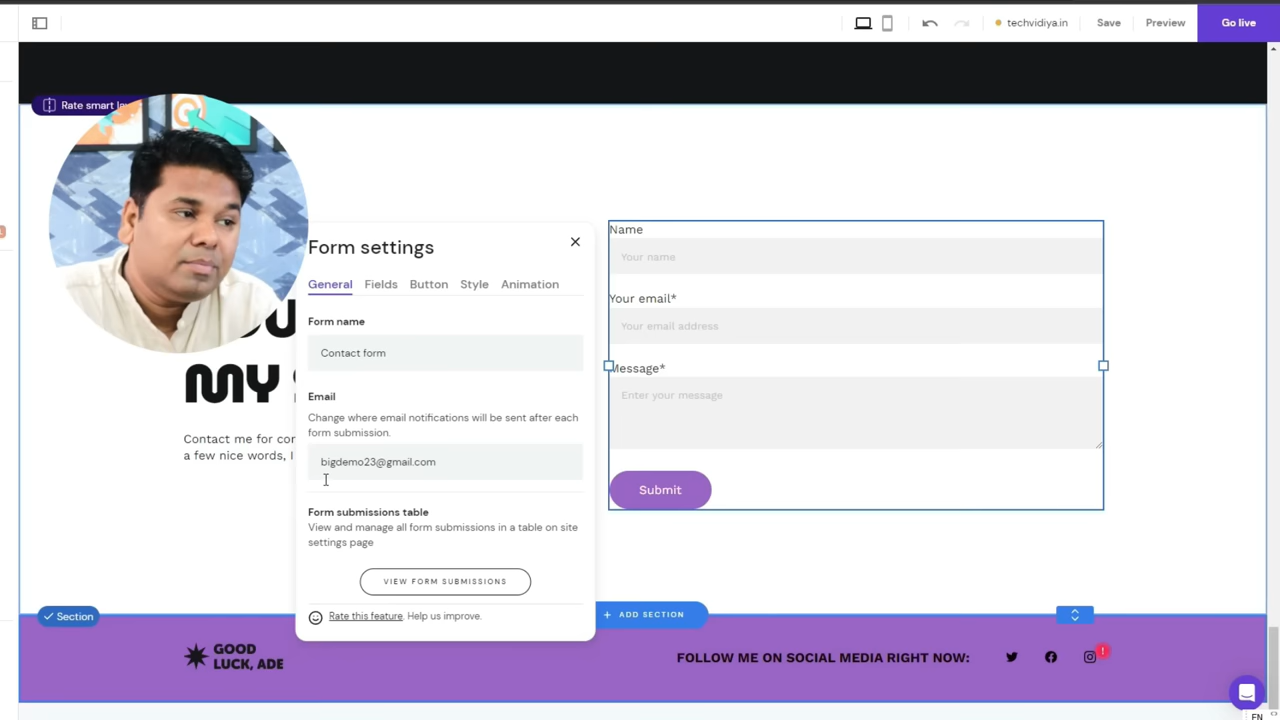 techvidiya.in
Save
Preview
Go live
Rate smart
Form settings
General
Fields
Button
Style
Animation
Form name
Contact form
Email
Change where email notifications will be sent after each
form submission.
bigdemo23@gmail.com
Form submissions table
View and manage all form submissions in a table on site
settings page
VIEW FORM SUBMISSIONS
Rate this feature. Help us improve.
MY
Contact me for
a few nice words, I
Name
Your name
Your email*
Your email address
Message*
Enter your message
Submit
Section
+ ADD SECTION
GOOD
LUCK, ADE
FOLLOW ME ON SOCIAL MEDIA RIGHT NOW:
!
EN